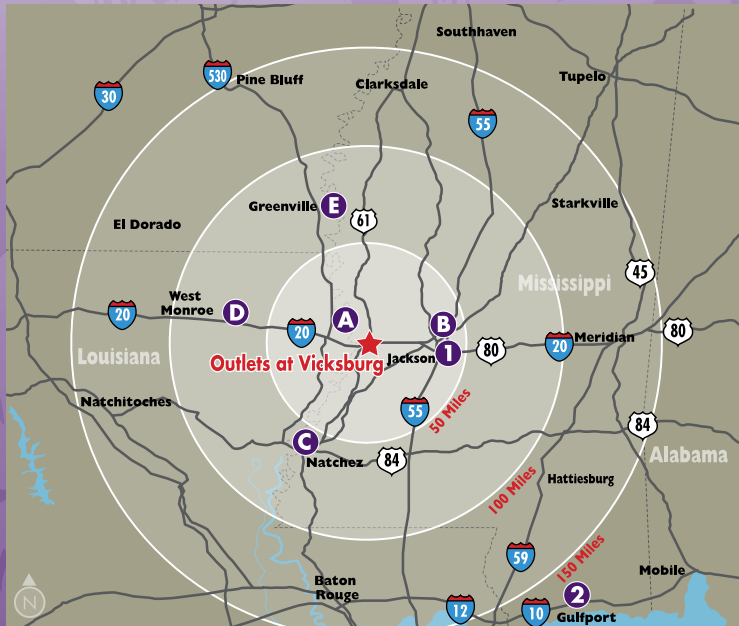 Southhaven
Tupelo
530
Pine Bluff
Clarksdale
30
55
Greenville
E
61
Starkville
El Dorado
45
Mississippi
West
Monroe
D
20
20
A
B
Meridian
80
Louisiana
Outlets at Vicksburg
Jackson
1
80
20
Natchitoches
55
50 Miles
84
C
Natchez
84
Alabama
100 Miles
Hattiesburg
59
150 Miles
Mobile
Baton
Rouge
2
12
10
Gulfport
N